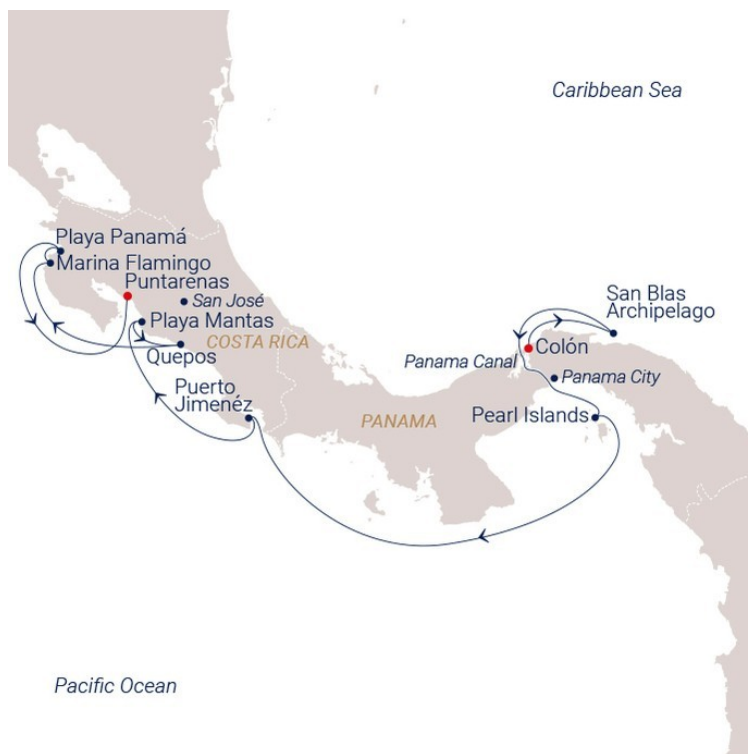 Caribbean Sea
Playa Panamá
Marina Flamingo
Puntarenas
San José
Playa Mantas
COSTA RICA
Quepos
San Blas
Archipelago
Colón
Panama Canal
Panama City
Puerto
Jimenéz
PANAMA
Pearl Islands
Pacific Ocean